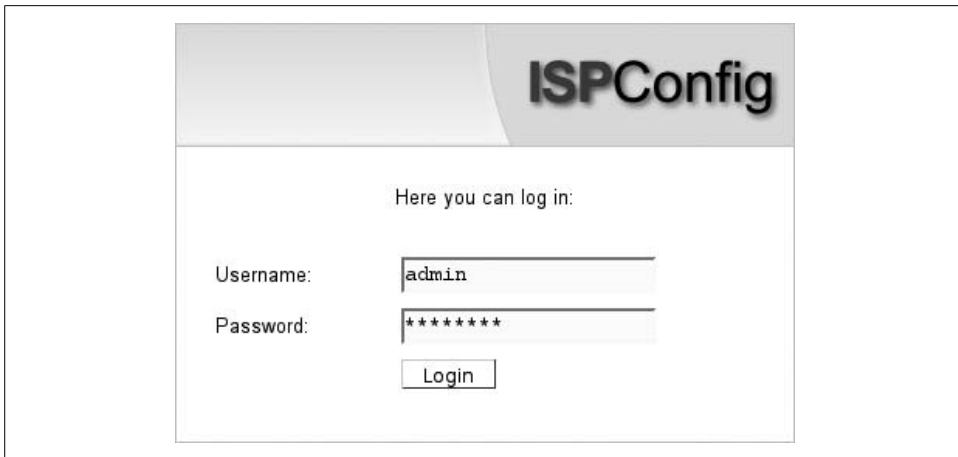 ISPConfig
Here you can log in:
Username: admin
Password: ********
Login